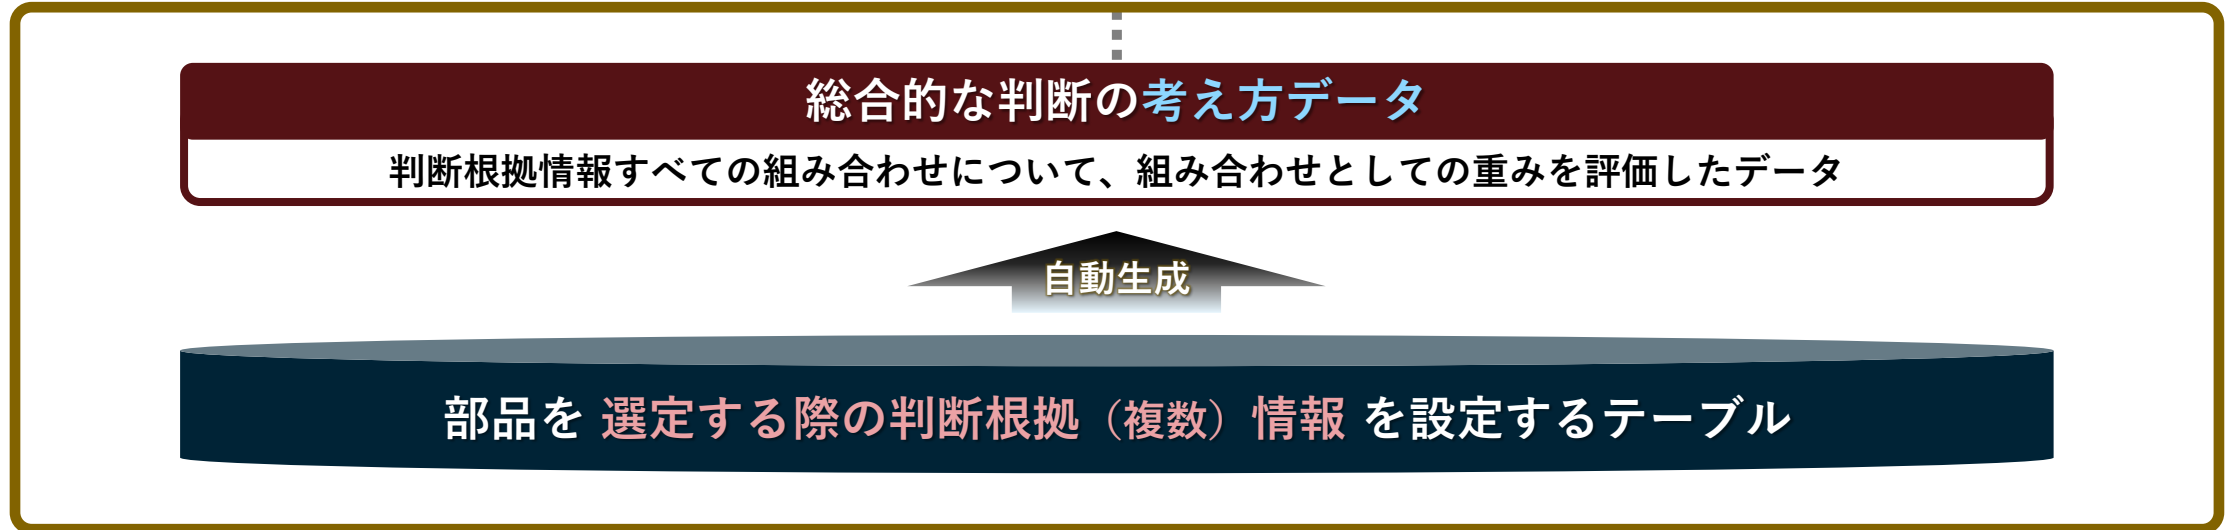 総合的な判断の考え方データ
判断根拠情報すべての組み合わせについて、組み合わせとしての重みを評価したデータ
自動生成
部品を 選定する際の判断根拠（複数）情報 を設定するテーブル